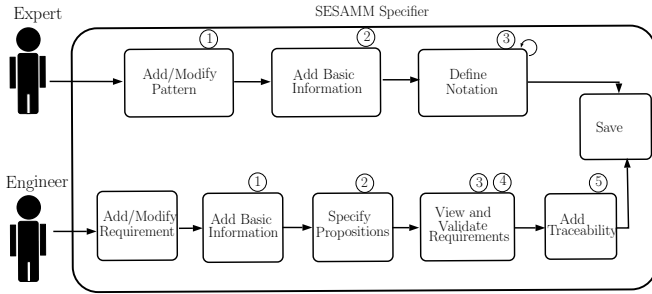 SESAMM Specifier
Expert
1
2
3
Add/Modify
Pattern
Add Basic
Information
Define
Notation
Save
Engineer
1
2
3
4
5
Add/Modify
Requirement
Add Basic
Information
Specify
Propositions
View and
Validate
Requirements
Add
Traceability